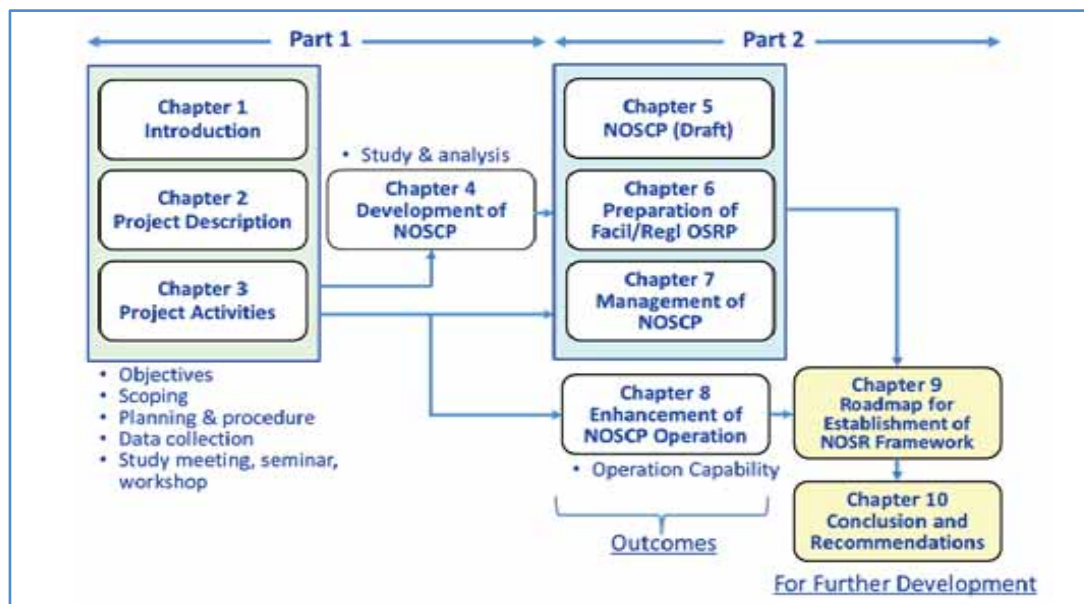 Part 1
Part 2
Chapter 1
Introduction
Chapter 2
Project Description
Chapter 3
Project Activities
• Objectives
• Scoping
• Planning & procedure
• Data collection
• Study meeting, seminar,
workshop
• Study & analysis
Chapter 4
Development of
NOSCP
Chapter 5
NOSCP (Draft)
Chapter 6
Preparation of
Facil/Regl OSRP
Chapter 7
Management of
NOSCP
Chapter 8
Enhancement of
NOSCP Operation
• Operation Capability
Outcomes
Chapter 9
Roadmap for
Establishment of
NOSR Framework
Chapter 10
Conclusion and
Recommendations
For Further Development